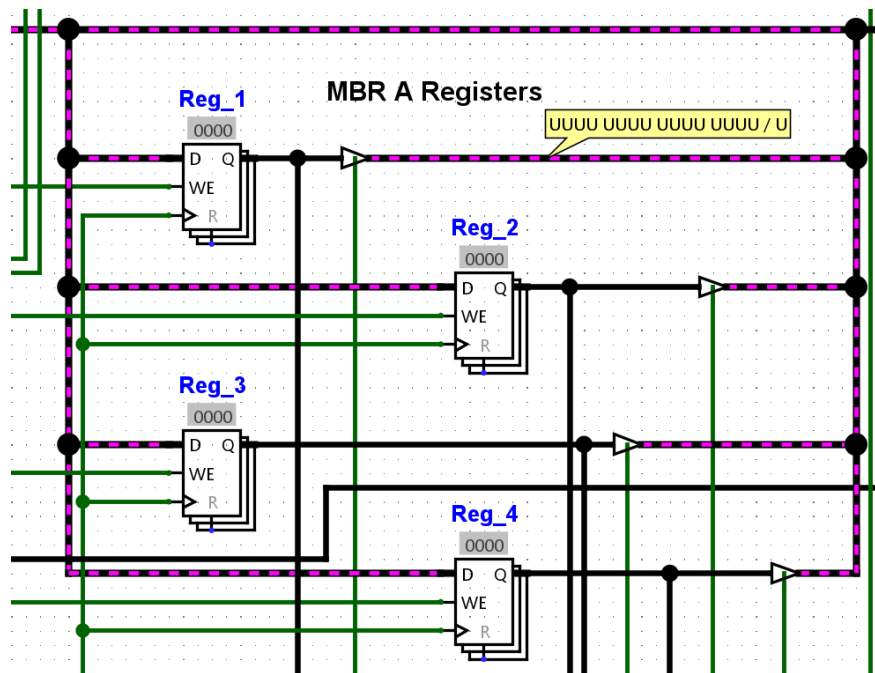 MBR A Registers
Reg_1
0000
UUUU UUUU UUUU UUUU / U
D Q
WE
R
Reg_2
0000
D Q
WE
R
Reg_3
0000
D Q
WE
R
Reg_4
0000
D Q
WE
R